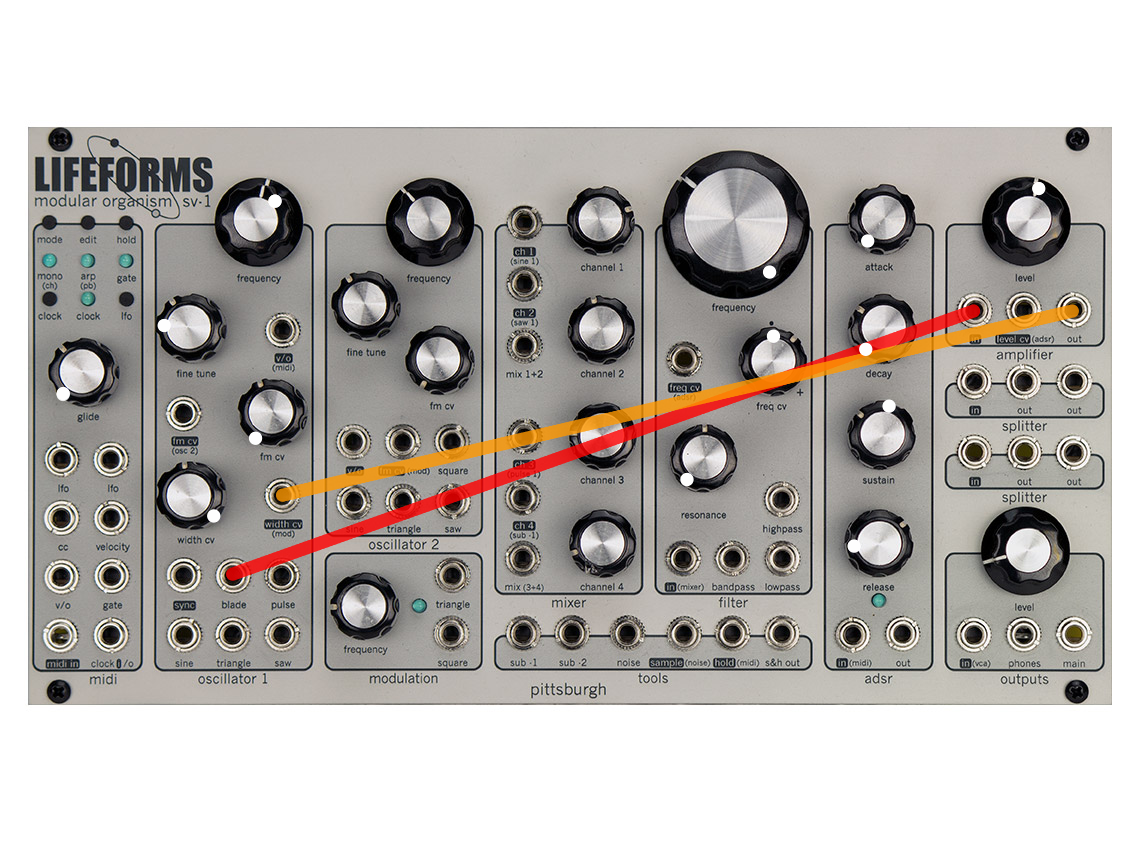 LIFEFORMS
modular organism sv·1
mode
edit
hold
mono
(ch)
arp
(pb)
gate
clock
clock
lfo
glide
lfo
lfo
cc
velocity
v/o
gate
midi in
clock i/o
midi
frequency
fine tune
v/o
(midi)
fm cv
(osc 2)
fm cv
width cv
width cv
(mod)
sync
blade
pulse
sine
triangle
saw
oscillator 1
frequency
fine tune
fm cv
v/o
fm cv (mod)
square
sine
triangle
saw
oscillator 2
frequency
triangle
square
modulation
ch 1
(sine 1)
channel 1
ch 2
(saw 1)
mix 1+2
channel 2
(pulse 1)
channel 3
ch 4
(sub -1)
mix (3+4)
channel 4
mixer
frequency
freq cv
(adsr)
freq cv
+
resonance
highpass
in (mixer)
bandpass
lowpass
filter
sub -1
sub -2
noise
sample (noise)
hold (midi)
s&h out
tools
pittsburgh
attack
decay
sustain
release
in (midi)
out
adsr
level
in
level cv (adsr)
out
amplifier
in
out
out
splitter
in
out
out
splitter
level
in (vca)
phones
main
outputs